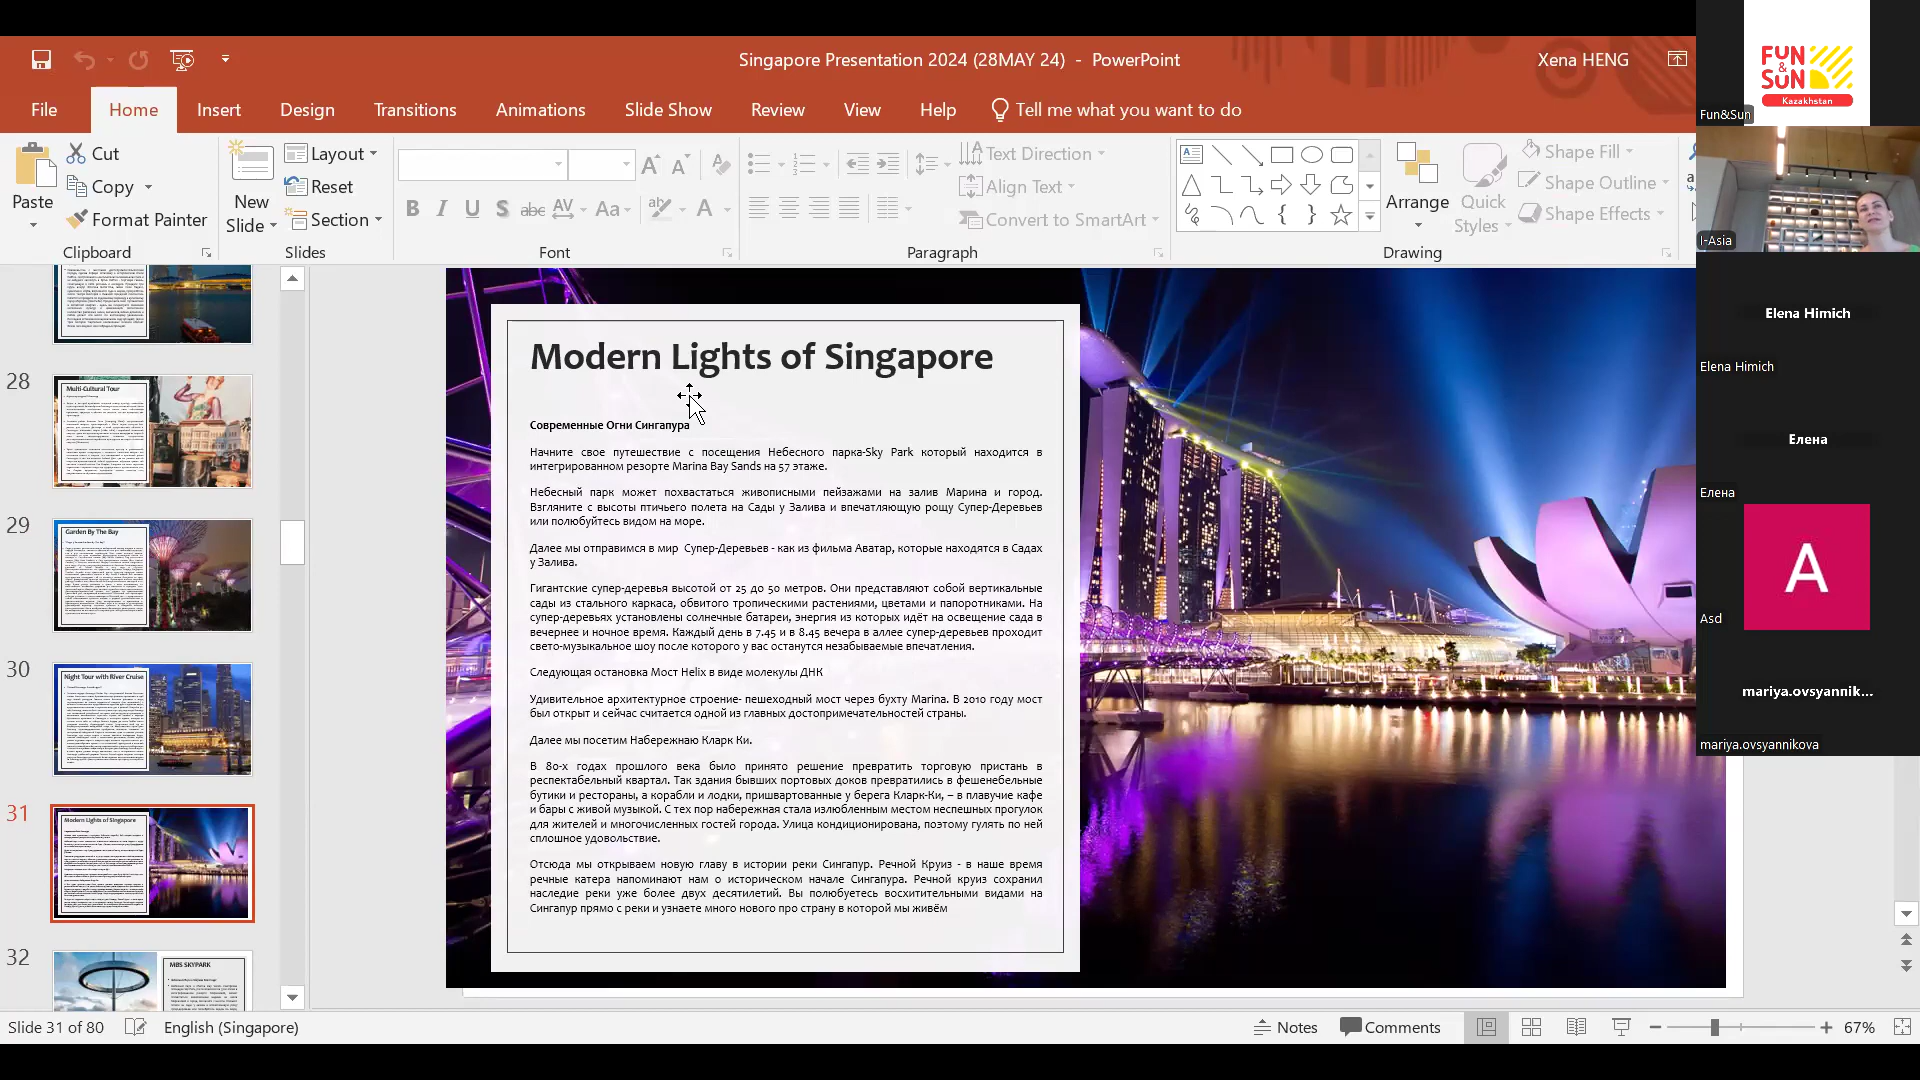 Singapore Presentation 2024 (28MAY 24) - PowerPoint
Xena HENG
File
Home
Insert
Design
Transitions
Animations
Slide Show
Review
View
Help
Tell me what you want to do
Paste
Cut
Copy
Format Painter
Clipboard
New
Slide
Layout
Reset
Section
Slides
Font
Text Direction
Align Text
Convert to SmartArt
Paragraph
Arrange
Quick
Styles
Shape Fill
Shape Outline
Shape Effects
Drawing
28
Multi-Cultural Tour
29
Garden By The Bay
30
Night Tour with River Cruise
31
Modern Lights of Singapore
32
MBS SKYPARK
Modern Lights of Singapore
Современные Огни Сингапура
Начните свое путешествие с посещения Небесного парка-Sky Park который находится в
интегрированном резорте Marina Bay Sands на 57 этаже.
Небесный парк может похвастаться живописными пейзажами на залив Марина и город.
Взгляните с высоты птичьего полета на Сады у Залива и впечатляющую рощу Супер-Деревьев
или полюбуйтесь видом на море.
Далее мы отправимся в мир Супер-Деревьев - как из фильма Аватар, которые находятся в Садах
у Залива.
Гигантские супер-деревья высотой от 25 до 50 метров. Они представляют собой вертикальные
сады из стального каркаса, обвитого тропическими растениями, цветами и папоротниками. На
супер-деревьях установлены солнечные батареи, энергия из которых идёт на освещение сада в
вечернее и ночное время. Каждый день в 7.45 и в 8.45 вечера в аллее супер-деревьев проходит
свето-музыкальное шоу после которого у вас останутся незабываемые впечатления.
Следующая остановка Мост Helix в виде молекулы ДНК
Удивительное архитектурное строение- пешеходный мост через бухту Marina. В 2010 году мост
был открыт и сейчас считается одной из главных достопримечательностей страны.
Далее мы посетим Набережнаю Кларк Ки.
В 80-х годах прошлого века было принято решение превратить торговую пристань в
респектабельный квартал. Так здания бывших портовых доков превратились в фешенебельные
бутики и рестораны, а корабли и лодки, пришвартованные у берега Кларк-Ки, – в плавучие кафе
и бары с живой музыкой. С тех пор набережная стала излюбленным местом неспешных прогулок
для жителей и многочисленных гостей города. Улица кондиционирована, поэтому гулять по ней
сплошное удовольствие.
Отсюда мы открываем новую главу в истории реки Сингапур. Речной Круиз - в наше время
речные катера напоминают нам о историческом начале Сингапура. Речной круиз сохранил
наследие реки уже более двух десятилетий. Вы полюбуетесь восхитительными видами на
Сингапур прямо с реки и узнаете много нового про страну в которой мы живём
FUN
&
SUN
Kazakhstan
Fun&Sun
I-Asia
Elena Himich
Elena Himich
Елена
Елена
A
Asd
mariya.ovsyannik...
mariya.ovsyannikova
Slide 31 of 80
English (Singapore)
Notes
Comments
67%